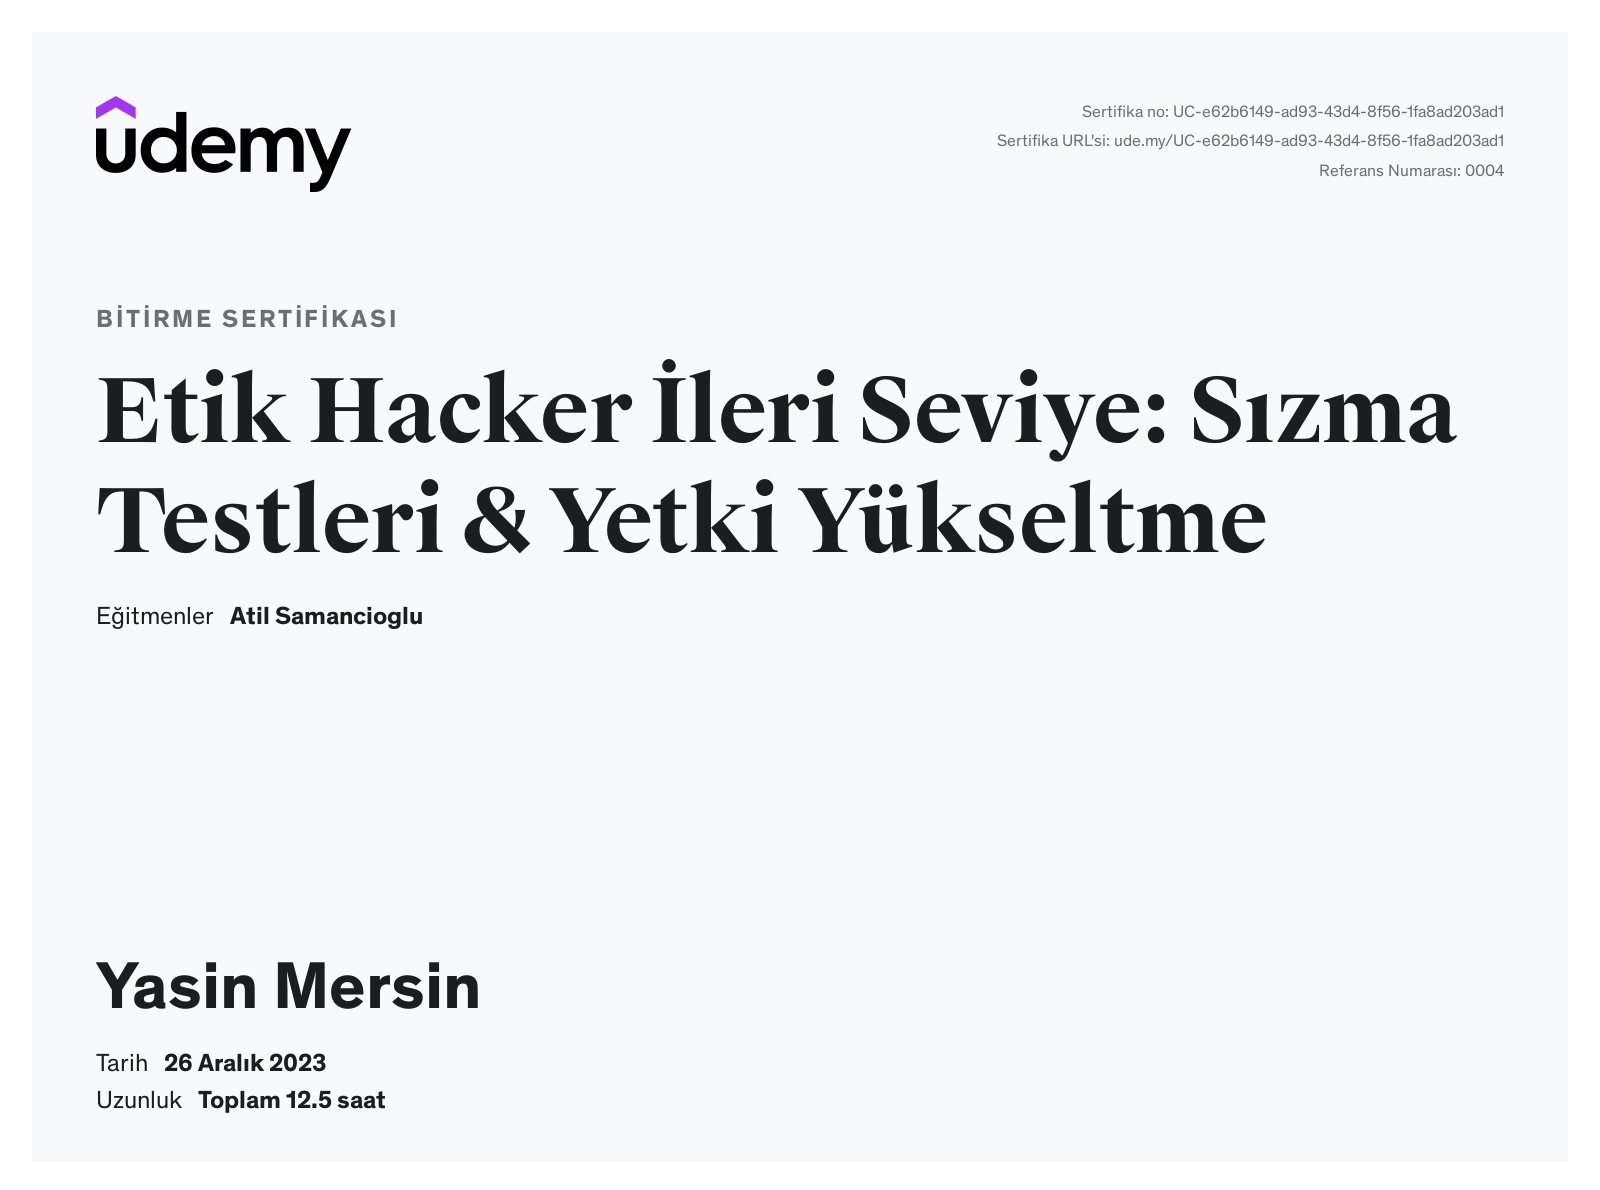 udemy
Sertifika no: UC-e62b6149-ad93-43d4-8f56-1fa8ad203ad1
Sertifika URL'si: ude.my/UC-e62b6149-ad93-43d4-8f56-1fa8ad203ad1
Referans Numarası: 0004
BİTİRME SERTİFİKASI
Etik Hacker İleri Seviye: Sızma
Testleri & Yetki Yükseltme
Eğitmenler Atil Samancioglu
Yasin Mersin
Tarih 26 Aralık 2023
Uzunluk Toplam 12.5 saat